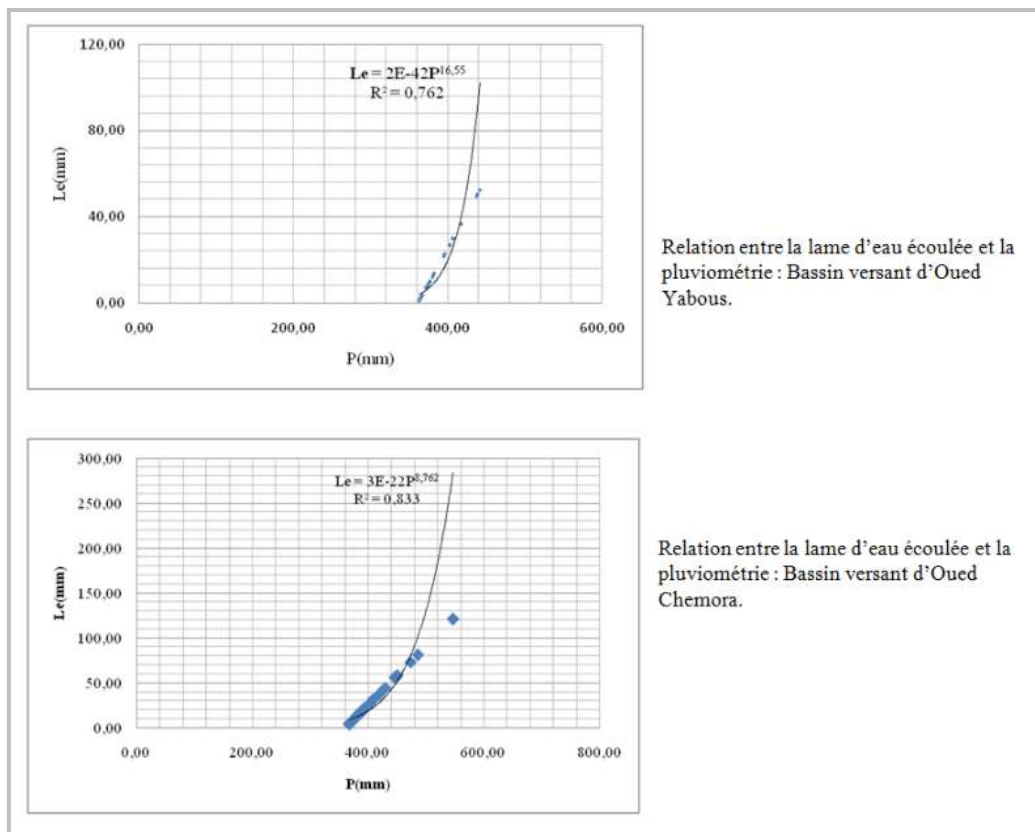 120,00
Le = 2E-42P^16,55
R² = 0,762
80,00
Le(mm)
40,00
0,00
0,00 200,00 400,00 600,00
P(mm)
Relation entre la lame d’eau écoulée et la
pluviométrie : Bassin versant d’Oued
Yabous.
300,00
Le = 3E-22P^8,762
R² = 0,833
250,00
200,00
Le(mm)
150,00
100,00
50,00
0,00
0,00 200,00 400,00 600,00 800,00
P(mm)
Relation entre la lame d’eau écoulée et la
pluviométrie : Bassin versant d’Oued
Chemora.